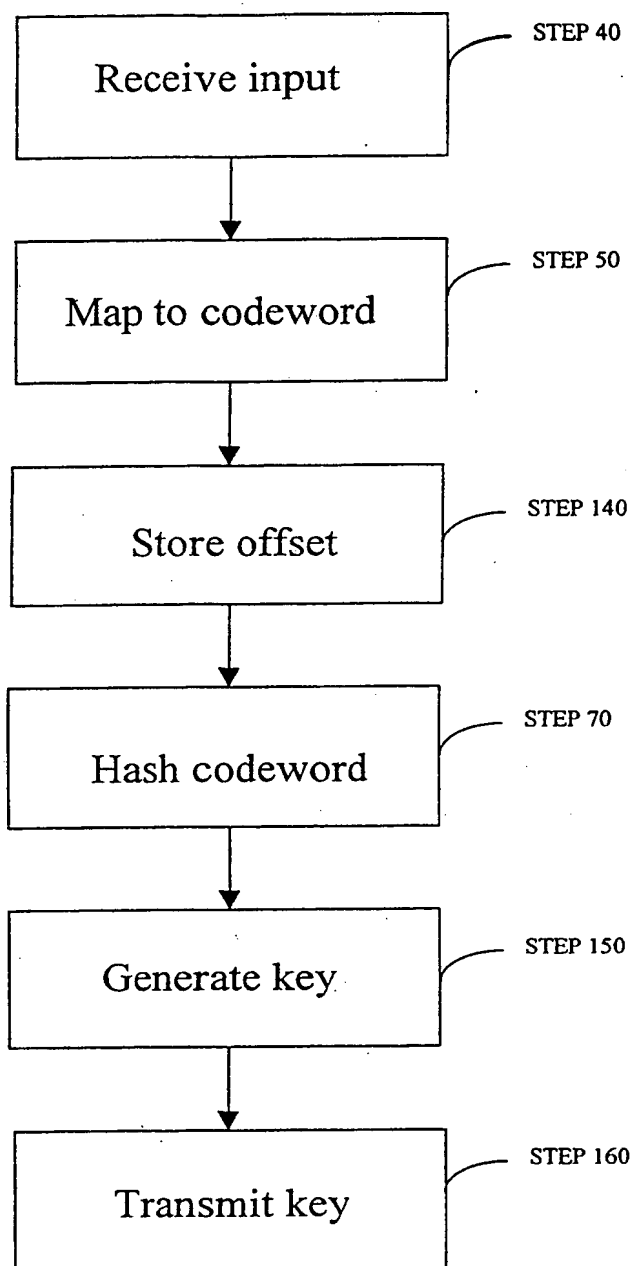 STEP 40
Receive input
STEP 50
Map to codeword
STEP 140
Store offset
STEP 70
Hash codeword
STEP 150
Generate key
STEP 160
Transmit key